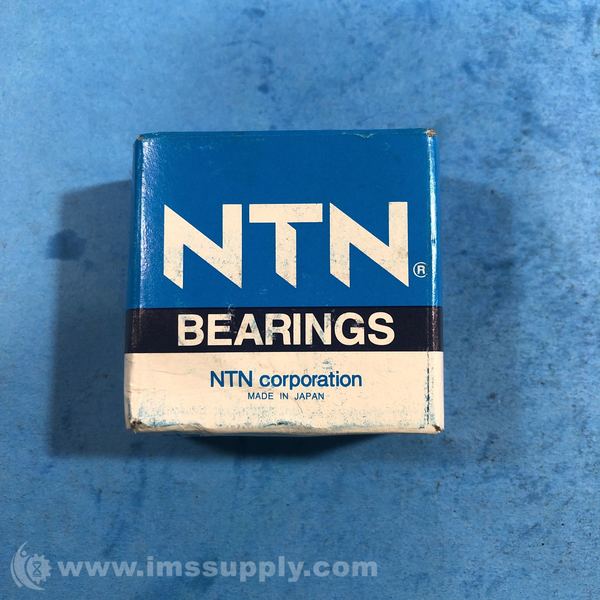 NTN®
BEARINGS
NTN corporation
MADE IN JAPAN
www.imssupply.com